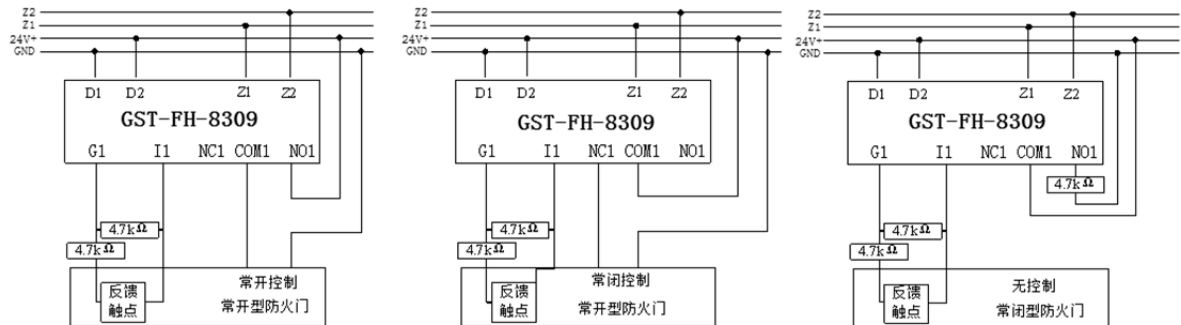 Z2
Z1
24V+
GND
D1 D2 Z1 Z2
GST-FH-8309
G1 I1 NC1 COM1 NO1
4.7kΩ
4.7kΩ
反馈
触点
常开控制
常开型防火门
Z2
Z1
24V+
GND
D1 D2 Z1 Z2
GST-FH-8309
G1 I1 NC1 COM1 NO1
4.7kΩ
4.7kΩ
反馈
触点
常闭控制
常开型防火门
Z2
Z1
24V+
GND
D1 D2 Z1 Z2
GST-FH-8309
G1 I1 NC1 COM1 NO1
4.7kΩ
4.7kΩ
4.7kΩ
反馈
触点
无控制
常闭型防火门